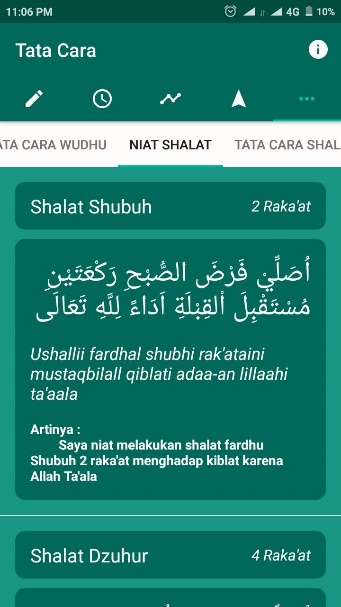 11:06 PM 4G 10%
Tata Cara
ATA CARA WUDHU NIAT SHALAT TATA CARA SHAL
Shalat Shubuh 2 Raka'at
اُصَلِّيْ فَرْضَ الصُّبْحِ رَكْعَتَيْنِ
مُسْتَقْبِلَ الْقِبْلَةِ اَدَاءً لِلّٰهِ تَعَالَى
Ushallii fardhal shubhi rak'ataini
mustaqbilall qiblati adaa-an lillaahi
ta'aala
Artinya :
Saya niat melakukan shalat fardhu
Shubuh 2 raka'at menghadap kiblat karena
Allah Ta'ala
Shalat Dzuhur 4 Raka'at